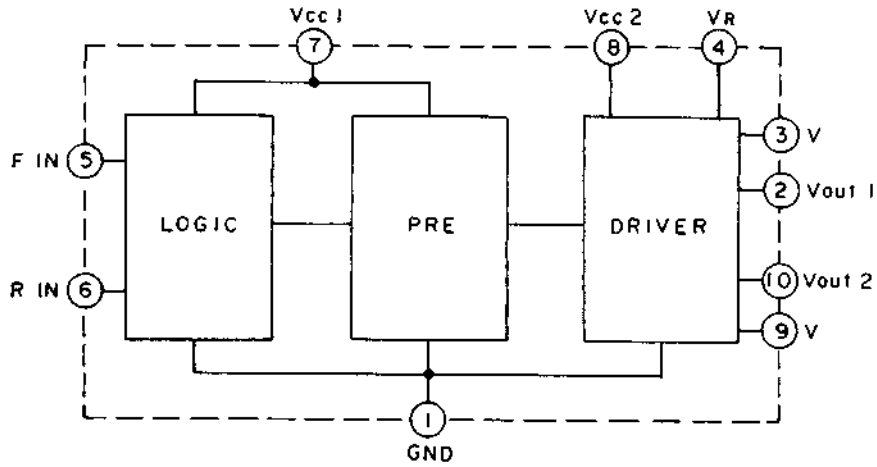 Vcc 1
Vcc 2
VR
7
8
4
F IN 5
3 V
2 Vout 1
LOGIC
PRE
DRIVER
R IN 6
10 Vout 2
9 V
1
GND